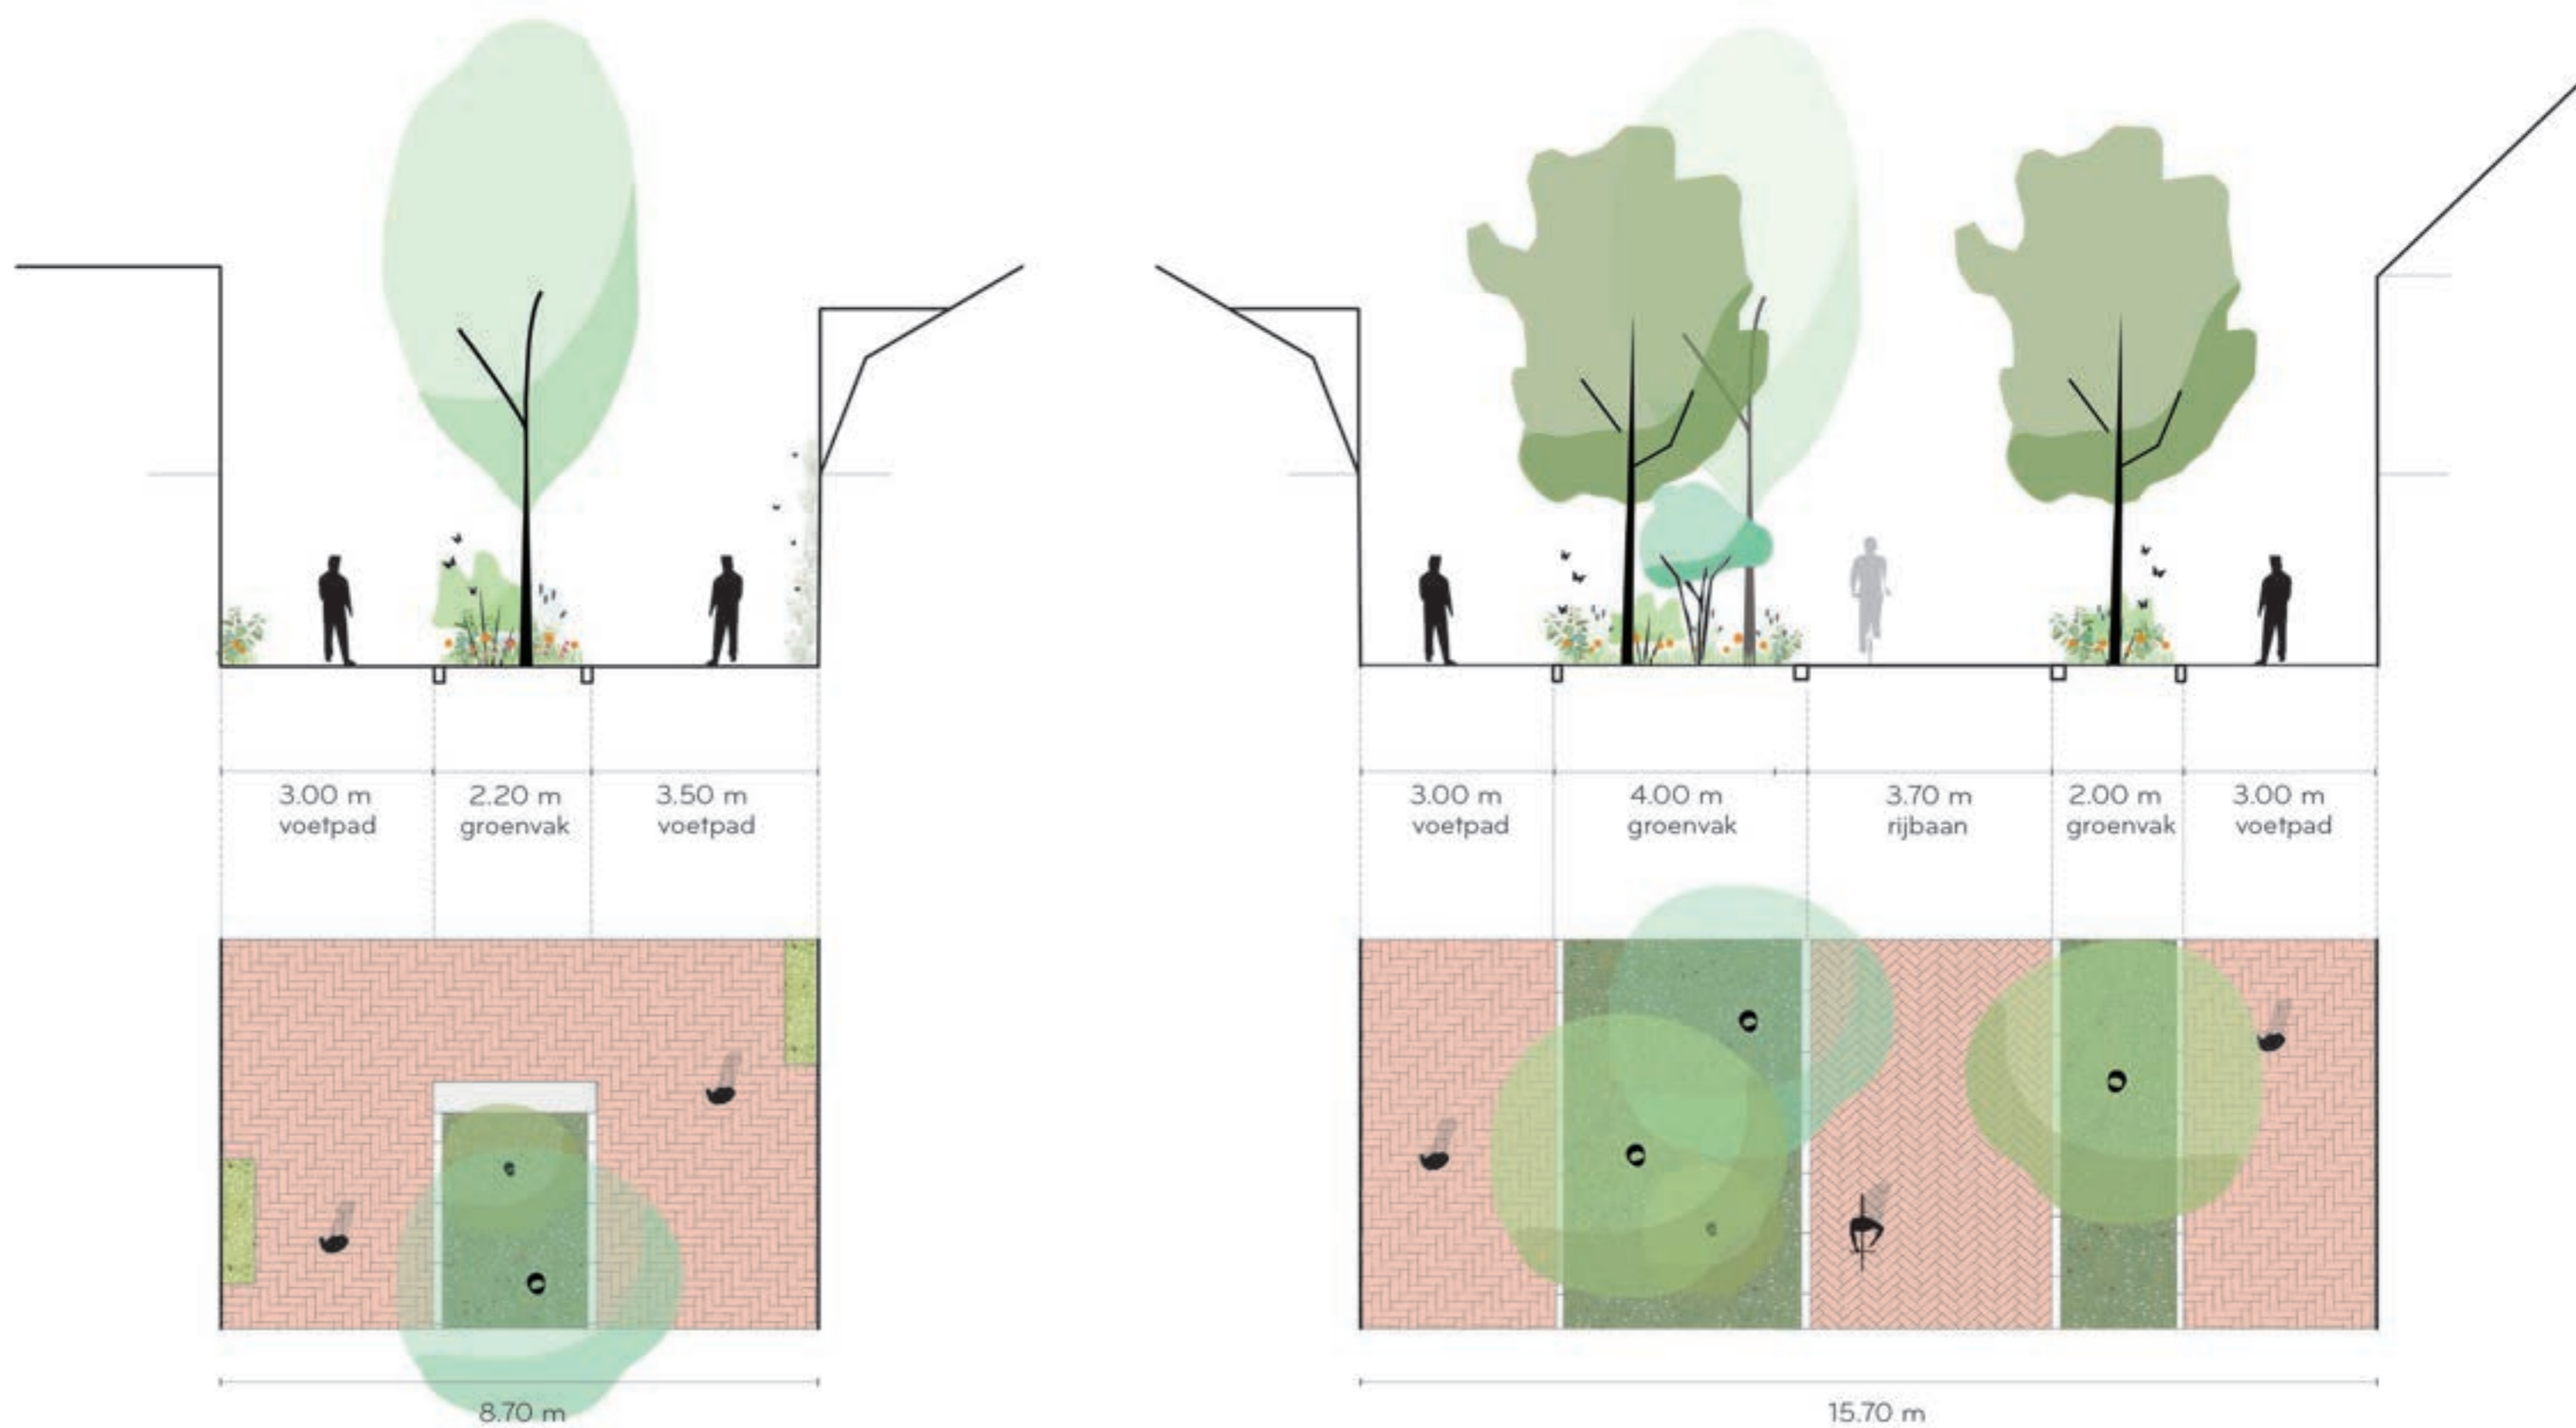 3.00 m
voetpad
2.20 m
groenvak
3.50 m
voetpad
8.70 m
3.00 m
voetpad
4.00 m
groenvak
3.70 m
rijbaan
2.00 m
groenvak
3.00 m
voetpad
15.70 m